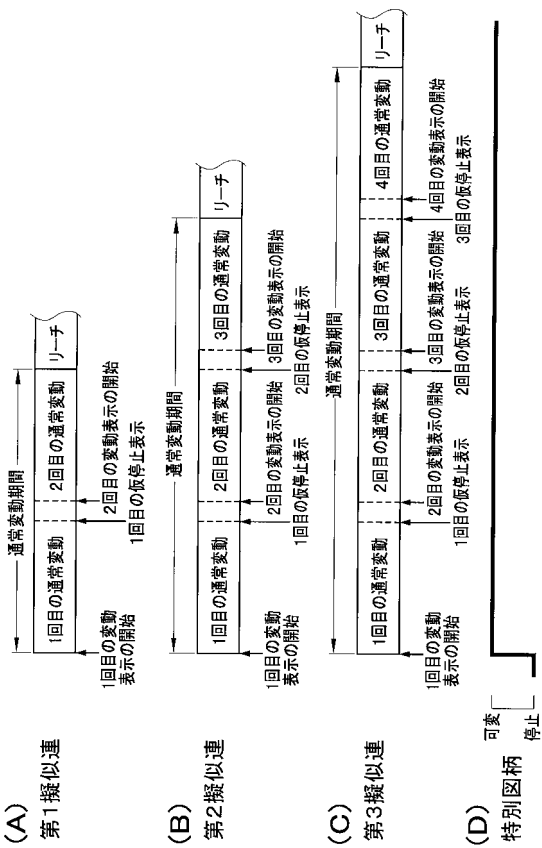 (A)
第1擬似連
通常変動期間
1回目の通常変動
2回目の通常変動
リーチ
1回目の変動
表示の開始
2回目の変動表示の開始
1回目の仮停止表示
(B)
第2擬似連
通常変動期間
1回目の通常変動
2回目の通常変動
3回目の通常変動
リーチ
1回目の変動
表示の開始
2回目の変動表示の開始
1回目の仮停止表示
3回目の変動表示の開始
2回目の仮停止表示
(C)
第3擬似連
通常変動期間
1回目の通常変動
2回目の通常変動
3回目の通常変動
4回目の通常変動
リーチ
1回目の変動
表示の開始
2回目の変動表示の開始
1回目の仮停止表示
3回目の変動表示の開始
2回目の仮停止表示
4回目の変動表示の開始
3回目の仮停止表示
(D)
特別図柄
可変
停止